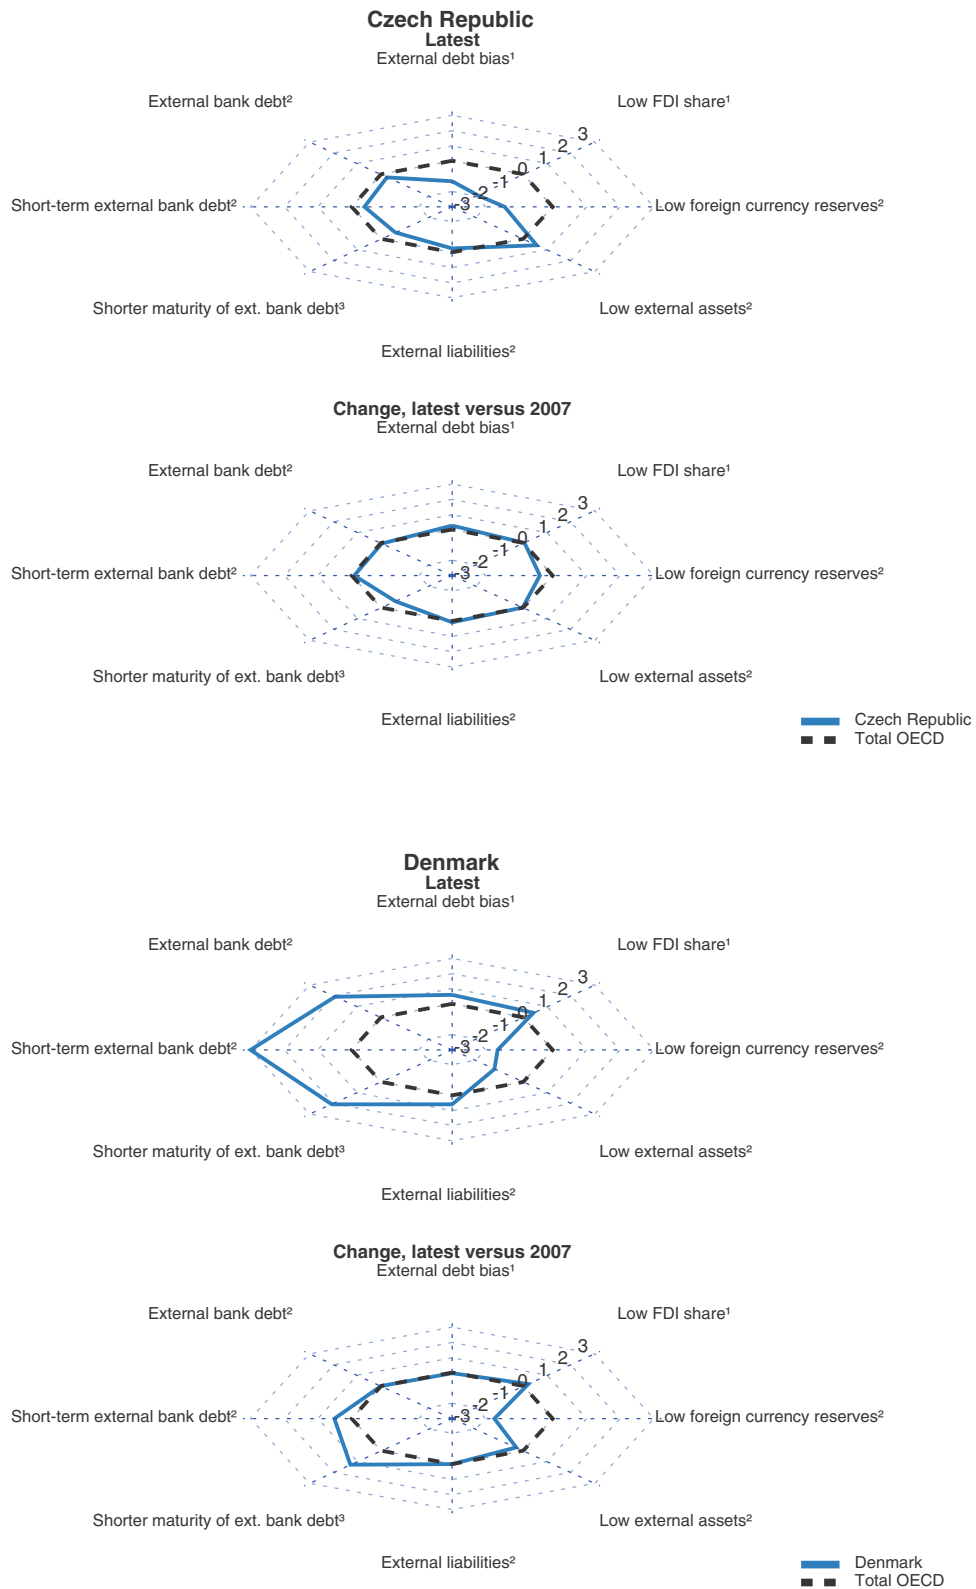 Czech Republic
Latest
External debt bias¹
External bank debt²
Low FDI share¹
3
2
1
0
-1
-2
-3
Short-term external bank debt²
Low foreign currency reserves²
Shorter maturity of ext. bank debt³
Low external assets²
External liabilities²
Change, latest versus 2007
External debt bias¹
External bank debt²
Low FDI share¹
3
2
1
0
-1
-2
-3
Short-term external bank debt²
Low foreign currency reserves²
Shorter maturity of ext. bank debt³
Low external assets²
External liabilities²
Czech Republic
Total OECD
Denmark
Latest
External debt bias¹
External bank debt²
Low FDI share¹
3
2
1
0
-1
-2
-3
Short-term external bank debt²
Low foreign currency reserves²
Shorter maturity of ext. bank debt³
Low external assets²
External liabilities²
Change, latest versus 2007
External debt bias¹
External bank debt²
Low FDI share¹
3
2
1
0
-1
-2
-3
Short-term external bank debt²
Low foreign currency reserves²
Shorter maturity of ext. bank debt³
Low external assets²
External liabilities²
Denmark
Total OECD